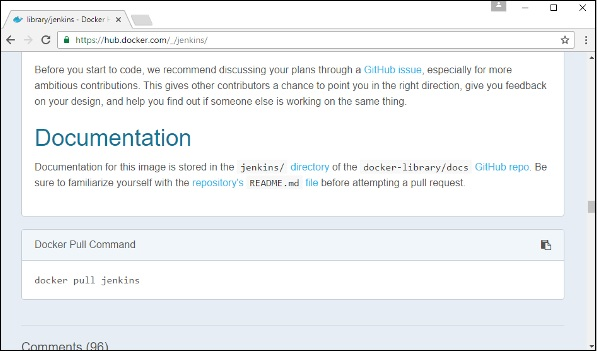 library/jenkins - Docker H
https://hub.docker.com/_/jenkins/
Before you start to code, we recommend discussing your plans through a GitHub issue, especially for more
ambitious contributions. This gives other contributors a chance to point you in the right direction, give you feedback
on your design, and help you find out if someone else is working on the same thing.
Documentation
Documentation for this image is stored in the jenkins/ directory of the docker-library/docs GitHub repo. Be
sure to familiarize yourself with the repository's README.md file before attempting a pull request.
Docker Pull Command
docker pull jenkins
Comments (96)